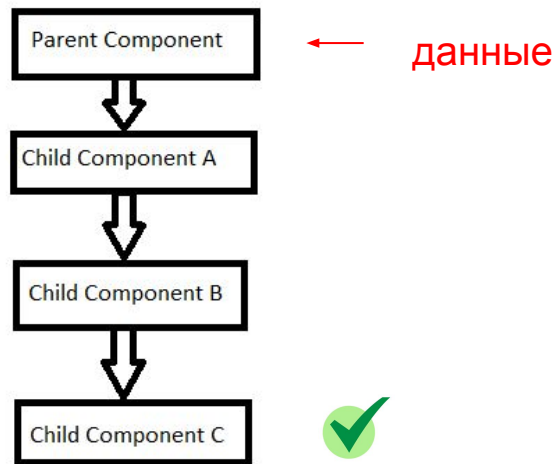 Parent Component
данные
Child Component A
Child Component B
Child Component C